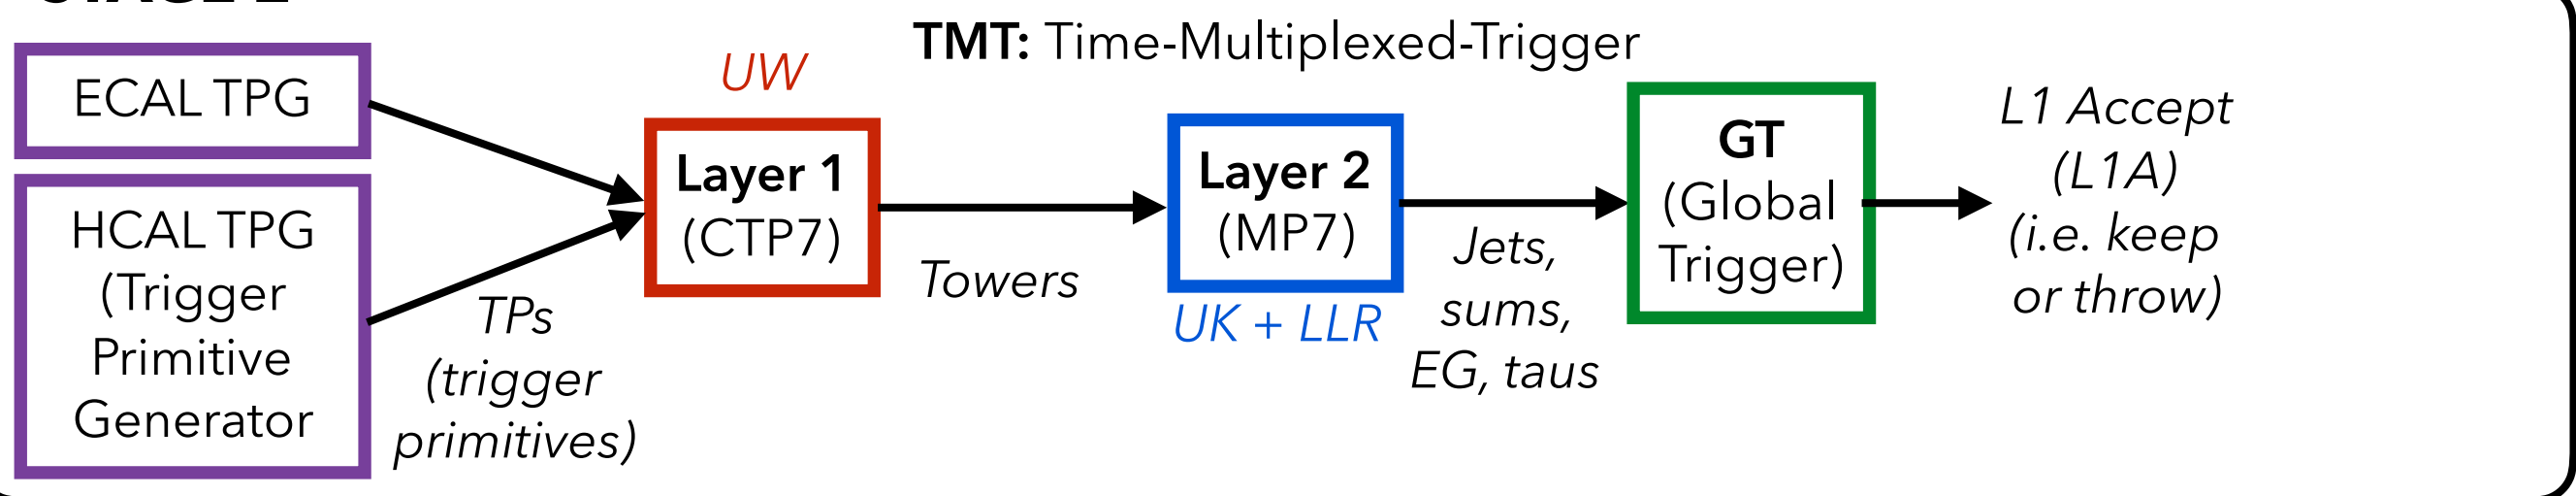 ECAL TPG
HCAL TPG
(Trigger
Primitive
Generator
TPs
(trigger
primitives)
UW
Layer 1
(CTP7)
Towers
TMT: Time-Multiplexed-Trigger
Layer 2
(MP7)
UK + LLR
Jets,
sums,
EG, taus
GT
(Global
Trigger)
L1 Accept
(L1A)
(i.e. keep
or throw)